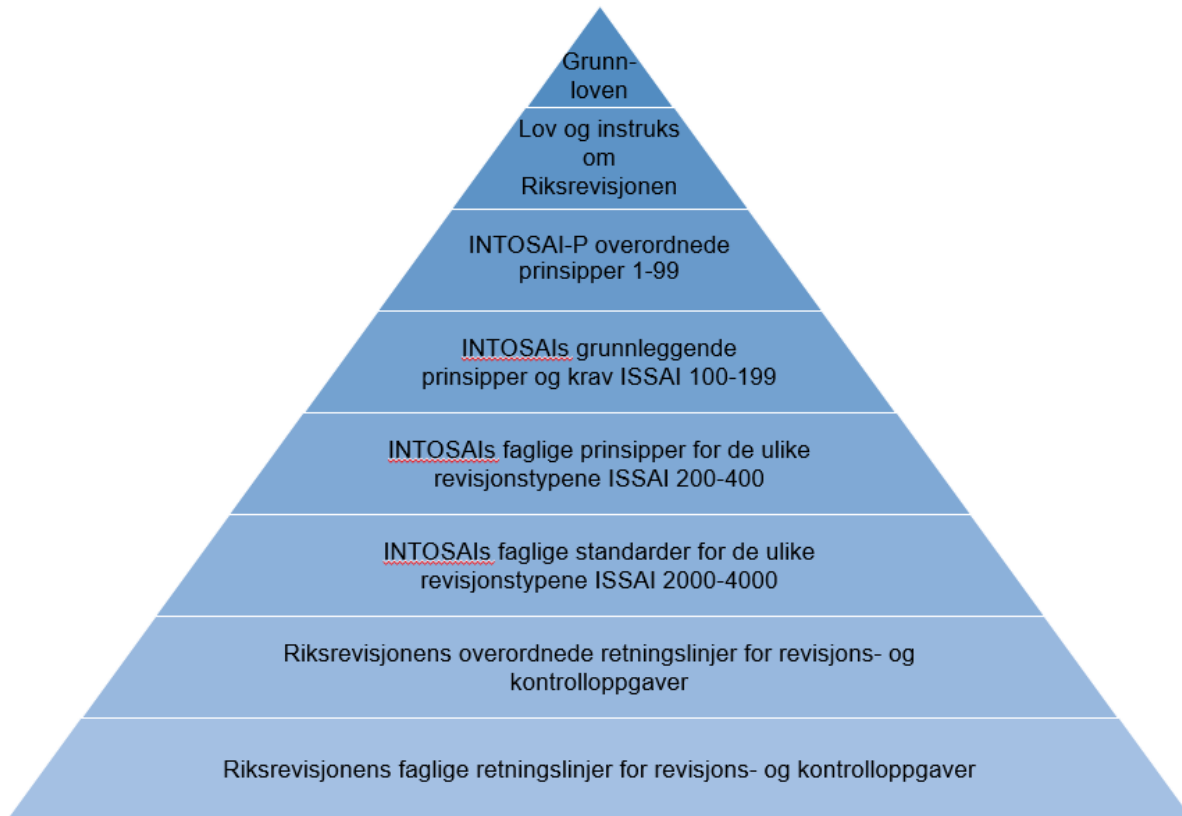 Grunn-
loven
Lov og instruks
om
Riksrevisjonen
INTOSAI-P overordnede
prinsipper 1-99
INTOSAIs grunnleggende
prinsipper og krav ISSAI 100-199
INTOSAIs faglige prinsipper for de ulike
revisjonstypene ISSAI 200-400
INTOSAIs faglige standarder for de ulike
revisjonstypene ISSAI 2000-4000
Riksrevisjonens overordnede retningslinjer for revisjons- og
kontrolloppgaver
Riksrevisjonens faglige retningslinjer for revisjons- og kontrolloppgaver